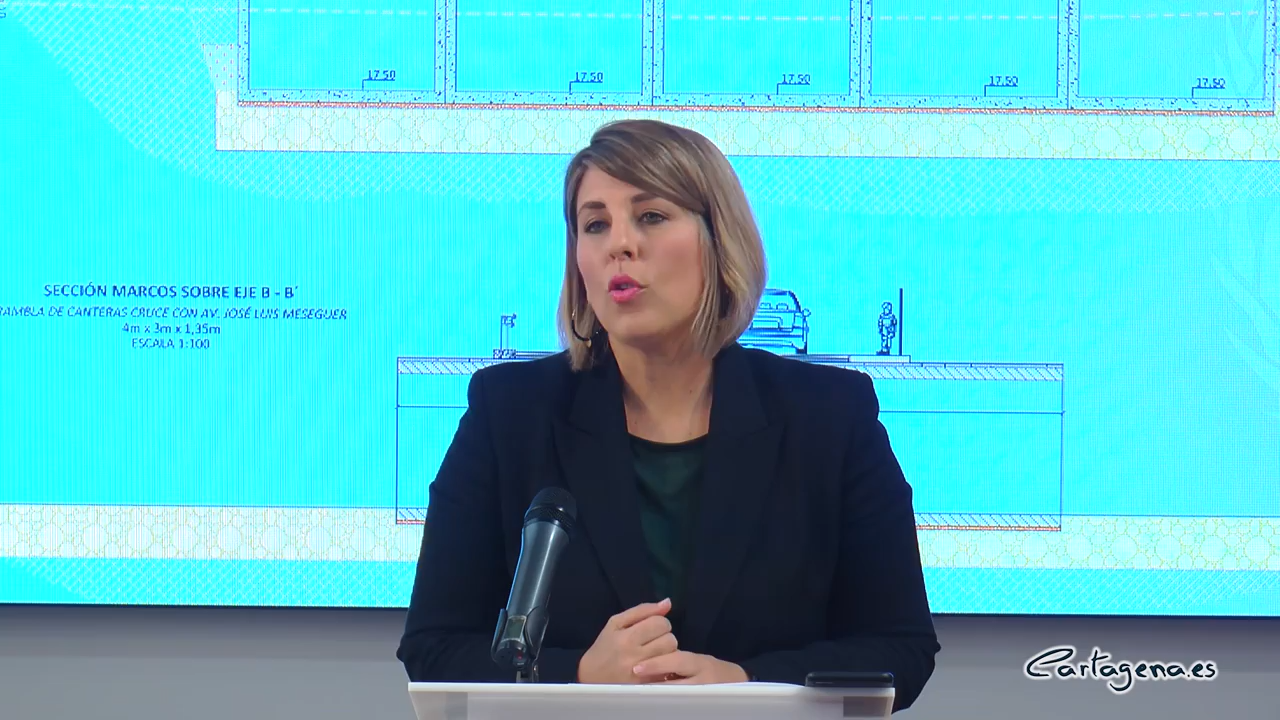 17.50 17.50 17.50 17.50 17.50
SECCIÓN MARCOS SOBRE EJE B - B´
RAMBLA DE CANTERAS CRUCE CON AV. JOSÉ LUIS MESEGUER
4m x 3m x 1,35m
ESCALA 1:100
Cartagena.es